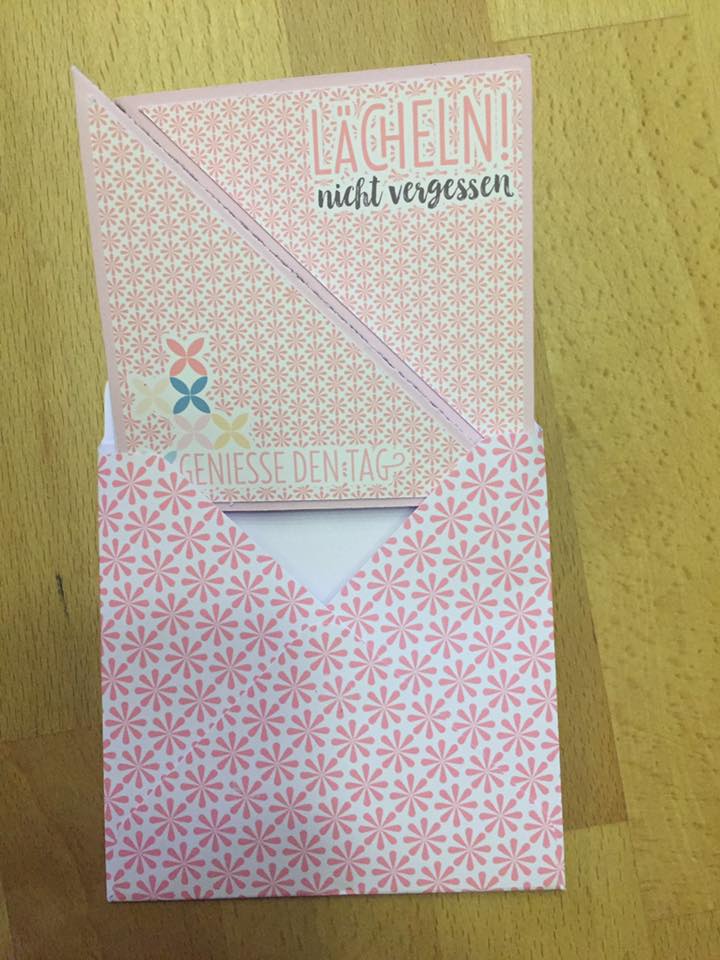 LÄCHELN!
nicht vergessen
GENIESSE DEN TAG